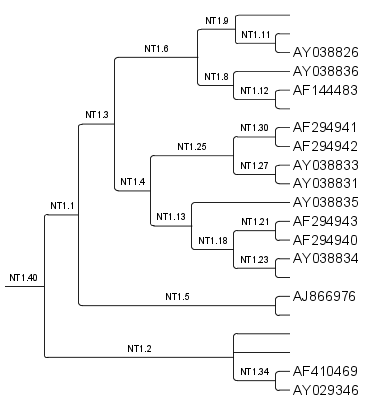 NT1.9
NT1.11
AY038826
NT1.6
AY038836
NT1.8
NT1.12
AF144483
NT1.3
NT1.30
AF294941
AF294942
NT1.25
NT1.27
AY038833
AY038831
NT1.4
AY038835
NT1.1
NT1.13
NT1.21
AF294943
AF294940
NT1.18
NT1.23
AY038834
NT1.40
NT1.5
AJ866976
NT1.2
NT1.34
AF410469
AY029346